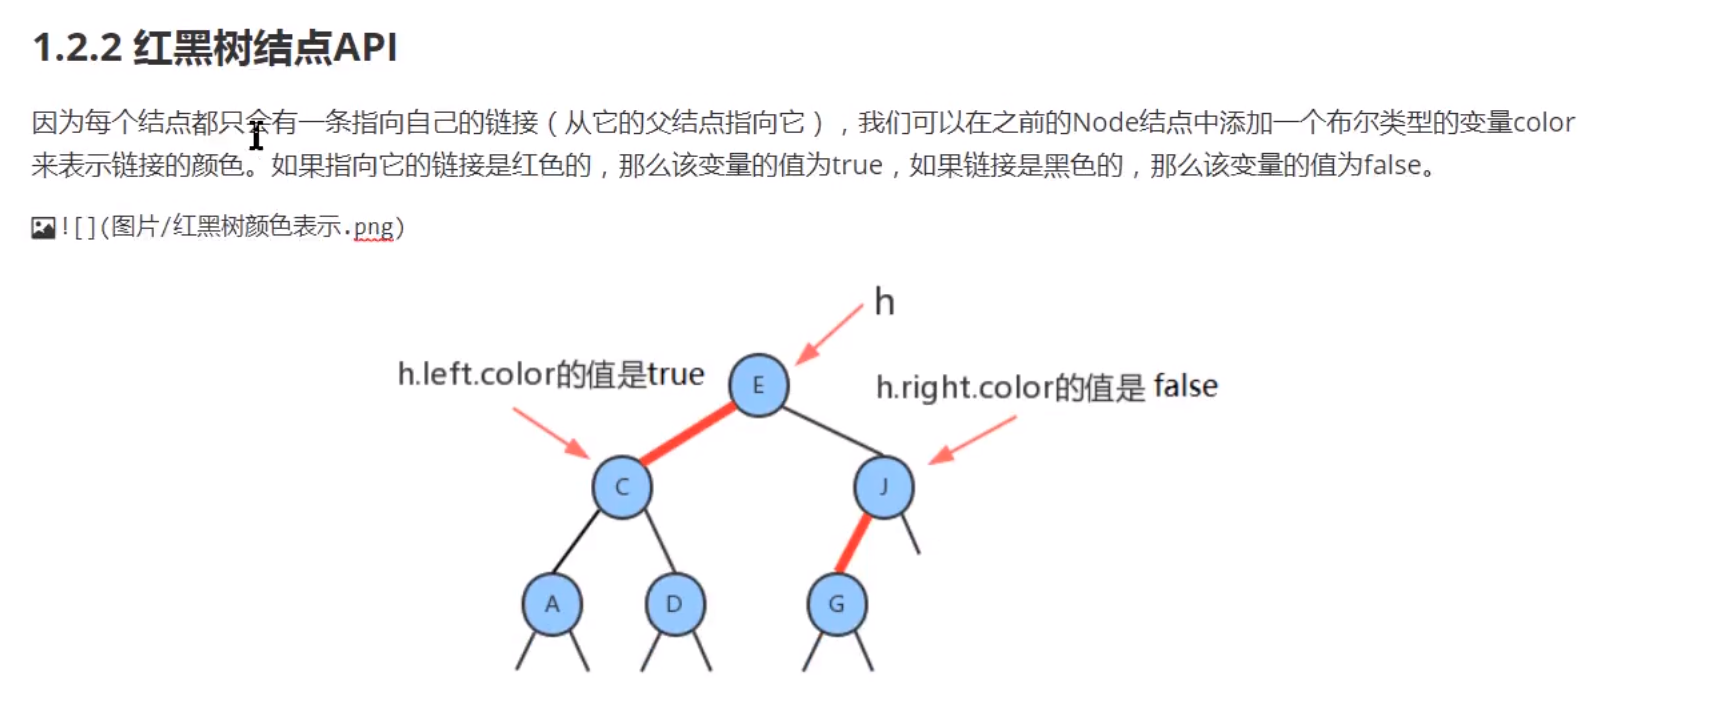 1.2.2 红黑树结点API
因为每个结点都只会有一条指向自己的链接（从它的父结点指向它），我们可以在之前的Node结点中添加一个布尔类型的变量color
来表示链接的颜色。如果指向它的链接是红色的，那么该变量的值为true，如果链接是黑色的，那么该变量的值为false。
![](图片/红黑树颜色表示.png)
h
h.left.color的值是true
E
h.right.color的值是 false
C
J
A
D
G